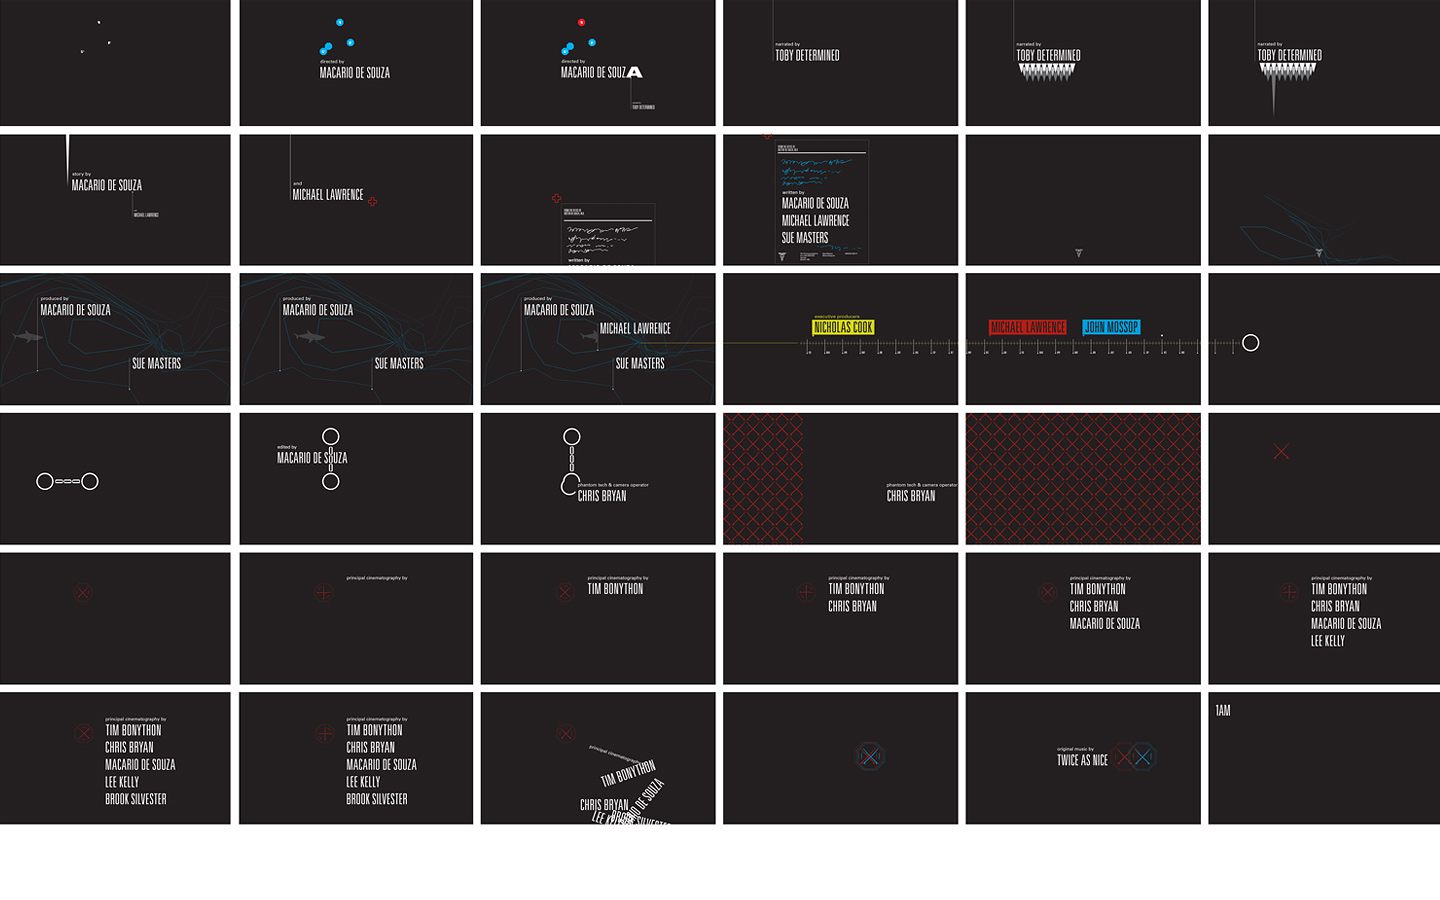 directed by
MACARIO DE SOUZA
directed by
MACARIO DE SOUZA
TOBY DETERMINED
narrated by
TOBY DETERMINED
narrated by
TOBY DETERMINED
narrated by
TOBY DETERMINED
story by
MACARIO DE SOUZA
MICHAEL LAWRENCE
and
MICHAEL LAWRENCE
written by
written by
MACARIO DE SOUZA
MICHAEL LAWRENCE
SUE MASTERS
produced by
MACARIO DE SOUZA
SUE MASTERS
produced by
MACARIO DE SOUZA
SUE MASTERS
produced by
MACARIO DE SOUZA
MICHAEL LAWRENCE
SUE MASTERS
executive producers
NICHOLAS COOK
MICHAEL LAWRENCE
JOHN MOSSOP
edited by
MACARIO DE SOUZA
phantom tech & camera operator
CHRIS BRYAN
phantom tech & camera operator
CHRIS BRYAN
principal cinematography by
principal cinematography by
TIM BONYTHON
principal cinematography by
TIM BONYTHON
CHRIS BRYAN
principal cinematography by
TIM BONYTHON
CHRIS BRYAN
MACARIO DE SOUZA
principal cinematography by
TIM BONYTHON
CHRIS BRYAN
MACARIO DE SOUZA
LEE KELLY
principal cinematography by
TIM BONYTHON
CHRIS BRYAN
MACARIO DE SOUZA
LEE KELLY
BROOK SILVESTER
principal cinematography by
TIM BONYTHON
CHRIS BRYAN
MACARIO DE SOUZA
LEE KELLY
BROOK SILVESTER
principal cinematography
TIM BONYTHON
CHRIS BRYAN
original music by
TWICE AS NICE
1AM